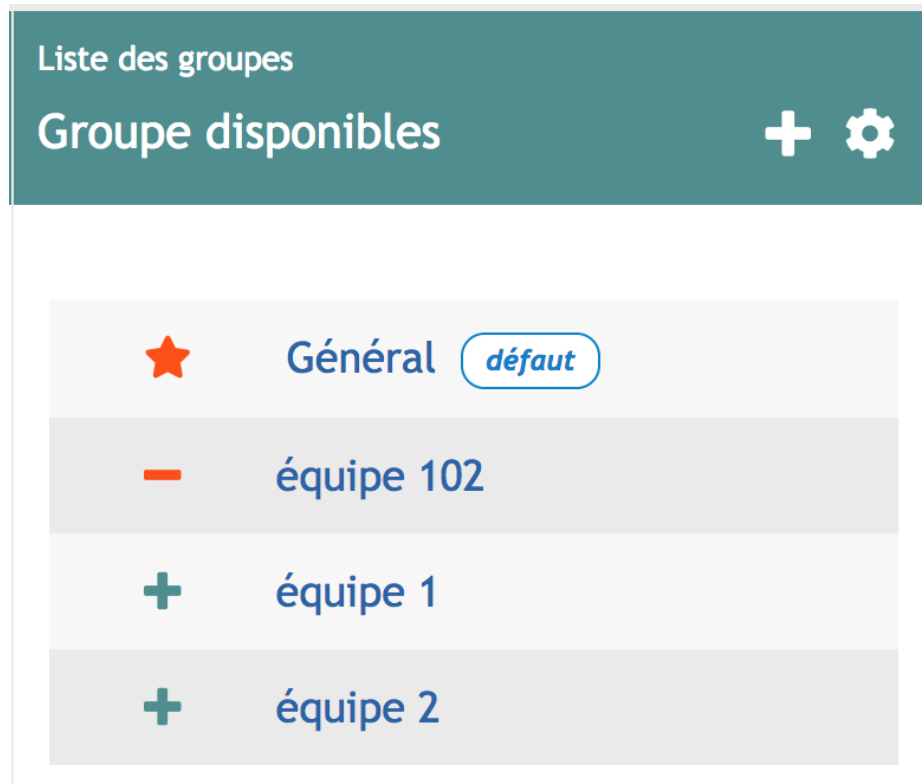 Liste des groupes
Groupe disponibles
Général défaut
équipe 102
équipe 1
équipe 2